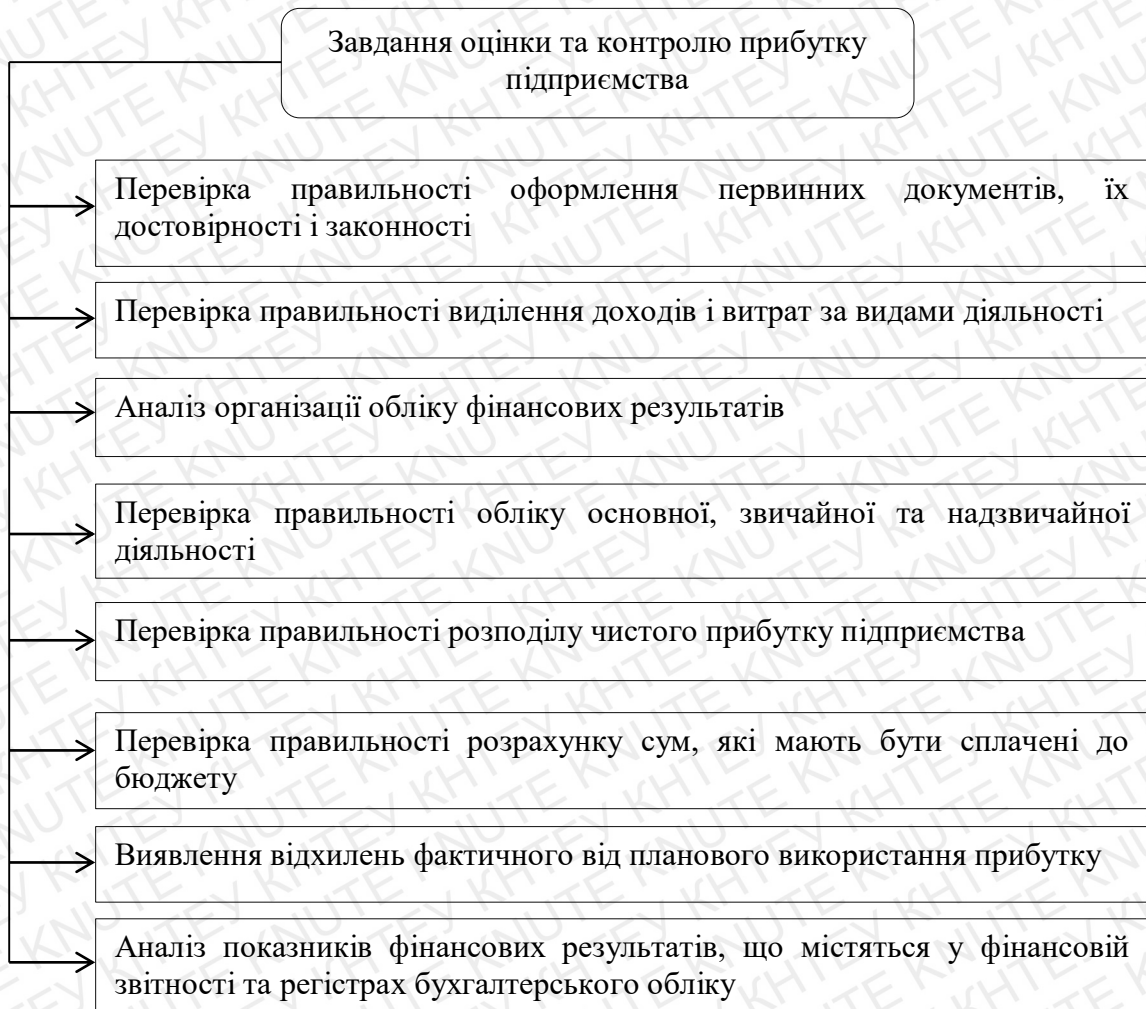 Завдання оцінки та контролю прибутку
підприємства
Перевірка правильності оформлення первинних документів, їх
достовірності і законності
Перевірка правильності виділення доходів і витрат за видами діяльності
Аналіз організації обліку фінансових результатів
Перевірка правильності обліку основної, звичайної та надзвичайної
діяльності
Перевірка правильності розподілу чистого прибутку підприємства
Перевірка правильності розрахунку сум, які мають бути сплачені до
бюджету
Виявлення відхилень фактичного від планового використання прибутку
Аналіз показників фінансових результатів, що містяться у фінансовій
звітності та регістрах бухгалтерського обліку